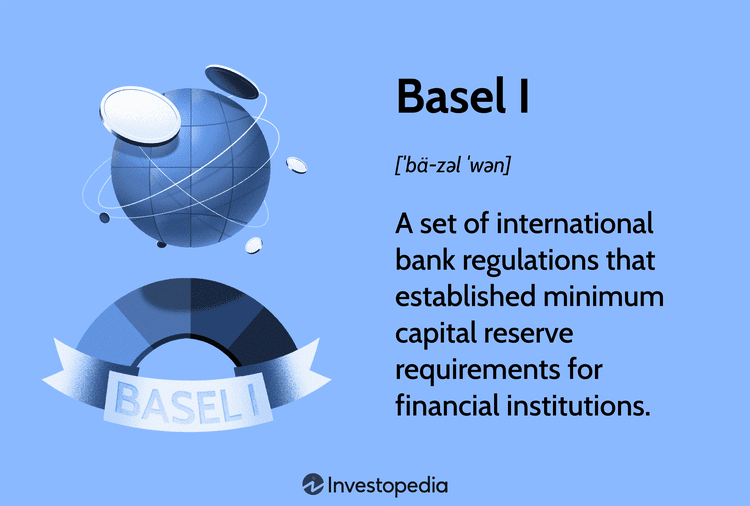 Basel I
[ˈbä-zəl ˈwən]
A set of international
bank regulations that
established minimum
capital reserve
requirements for
financial institutions.
BASEL I
Investopedia